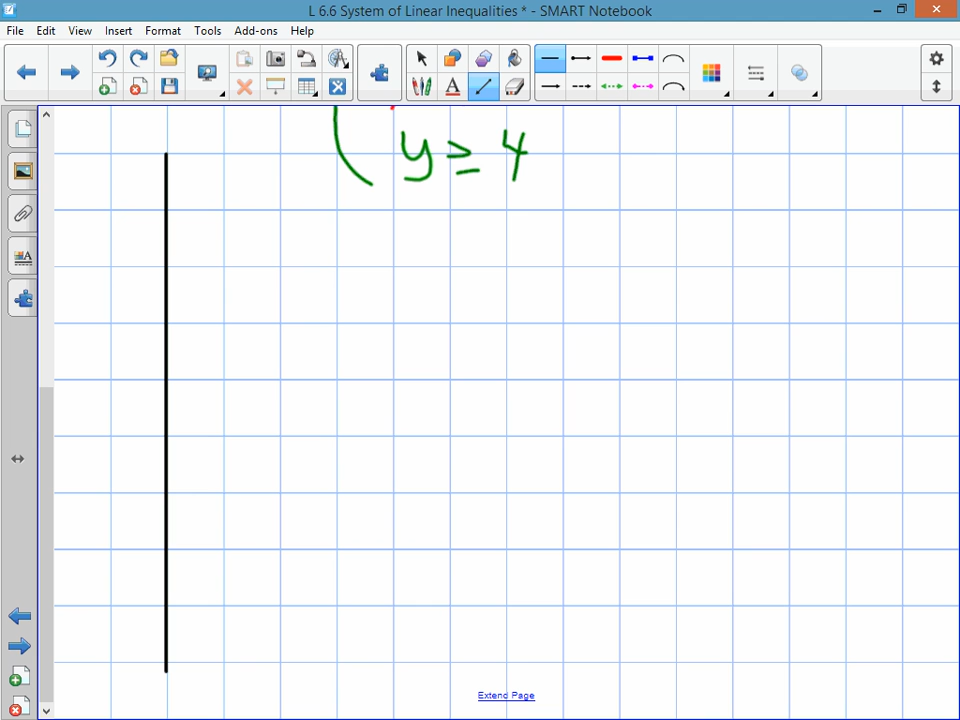 L 6.6 System of Linear Inequalities * - SMART Notebook
File Edit View Insert Format Tools Add-ons Help
( y ≥ 4
Extend Page